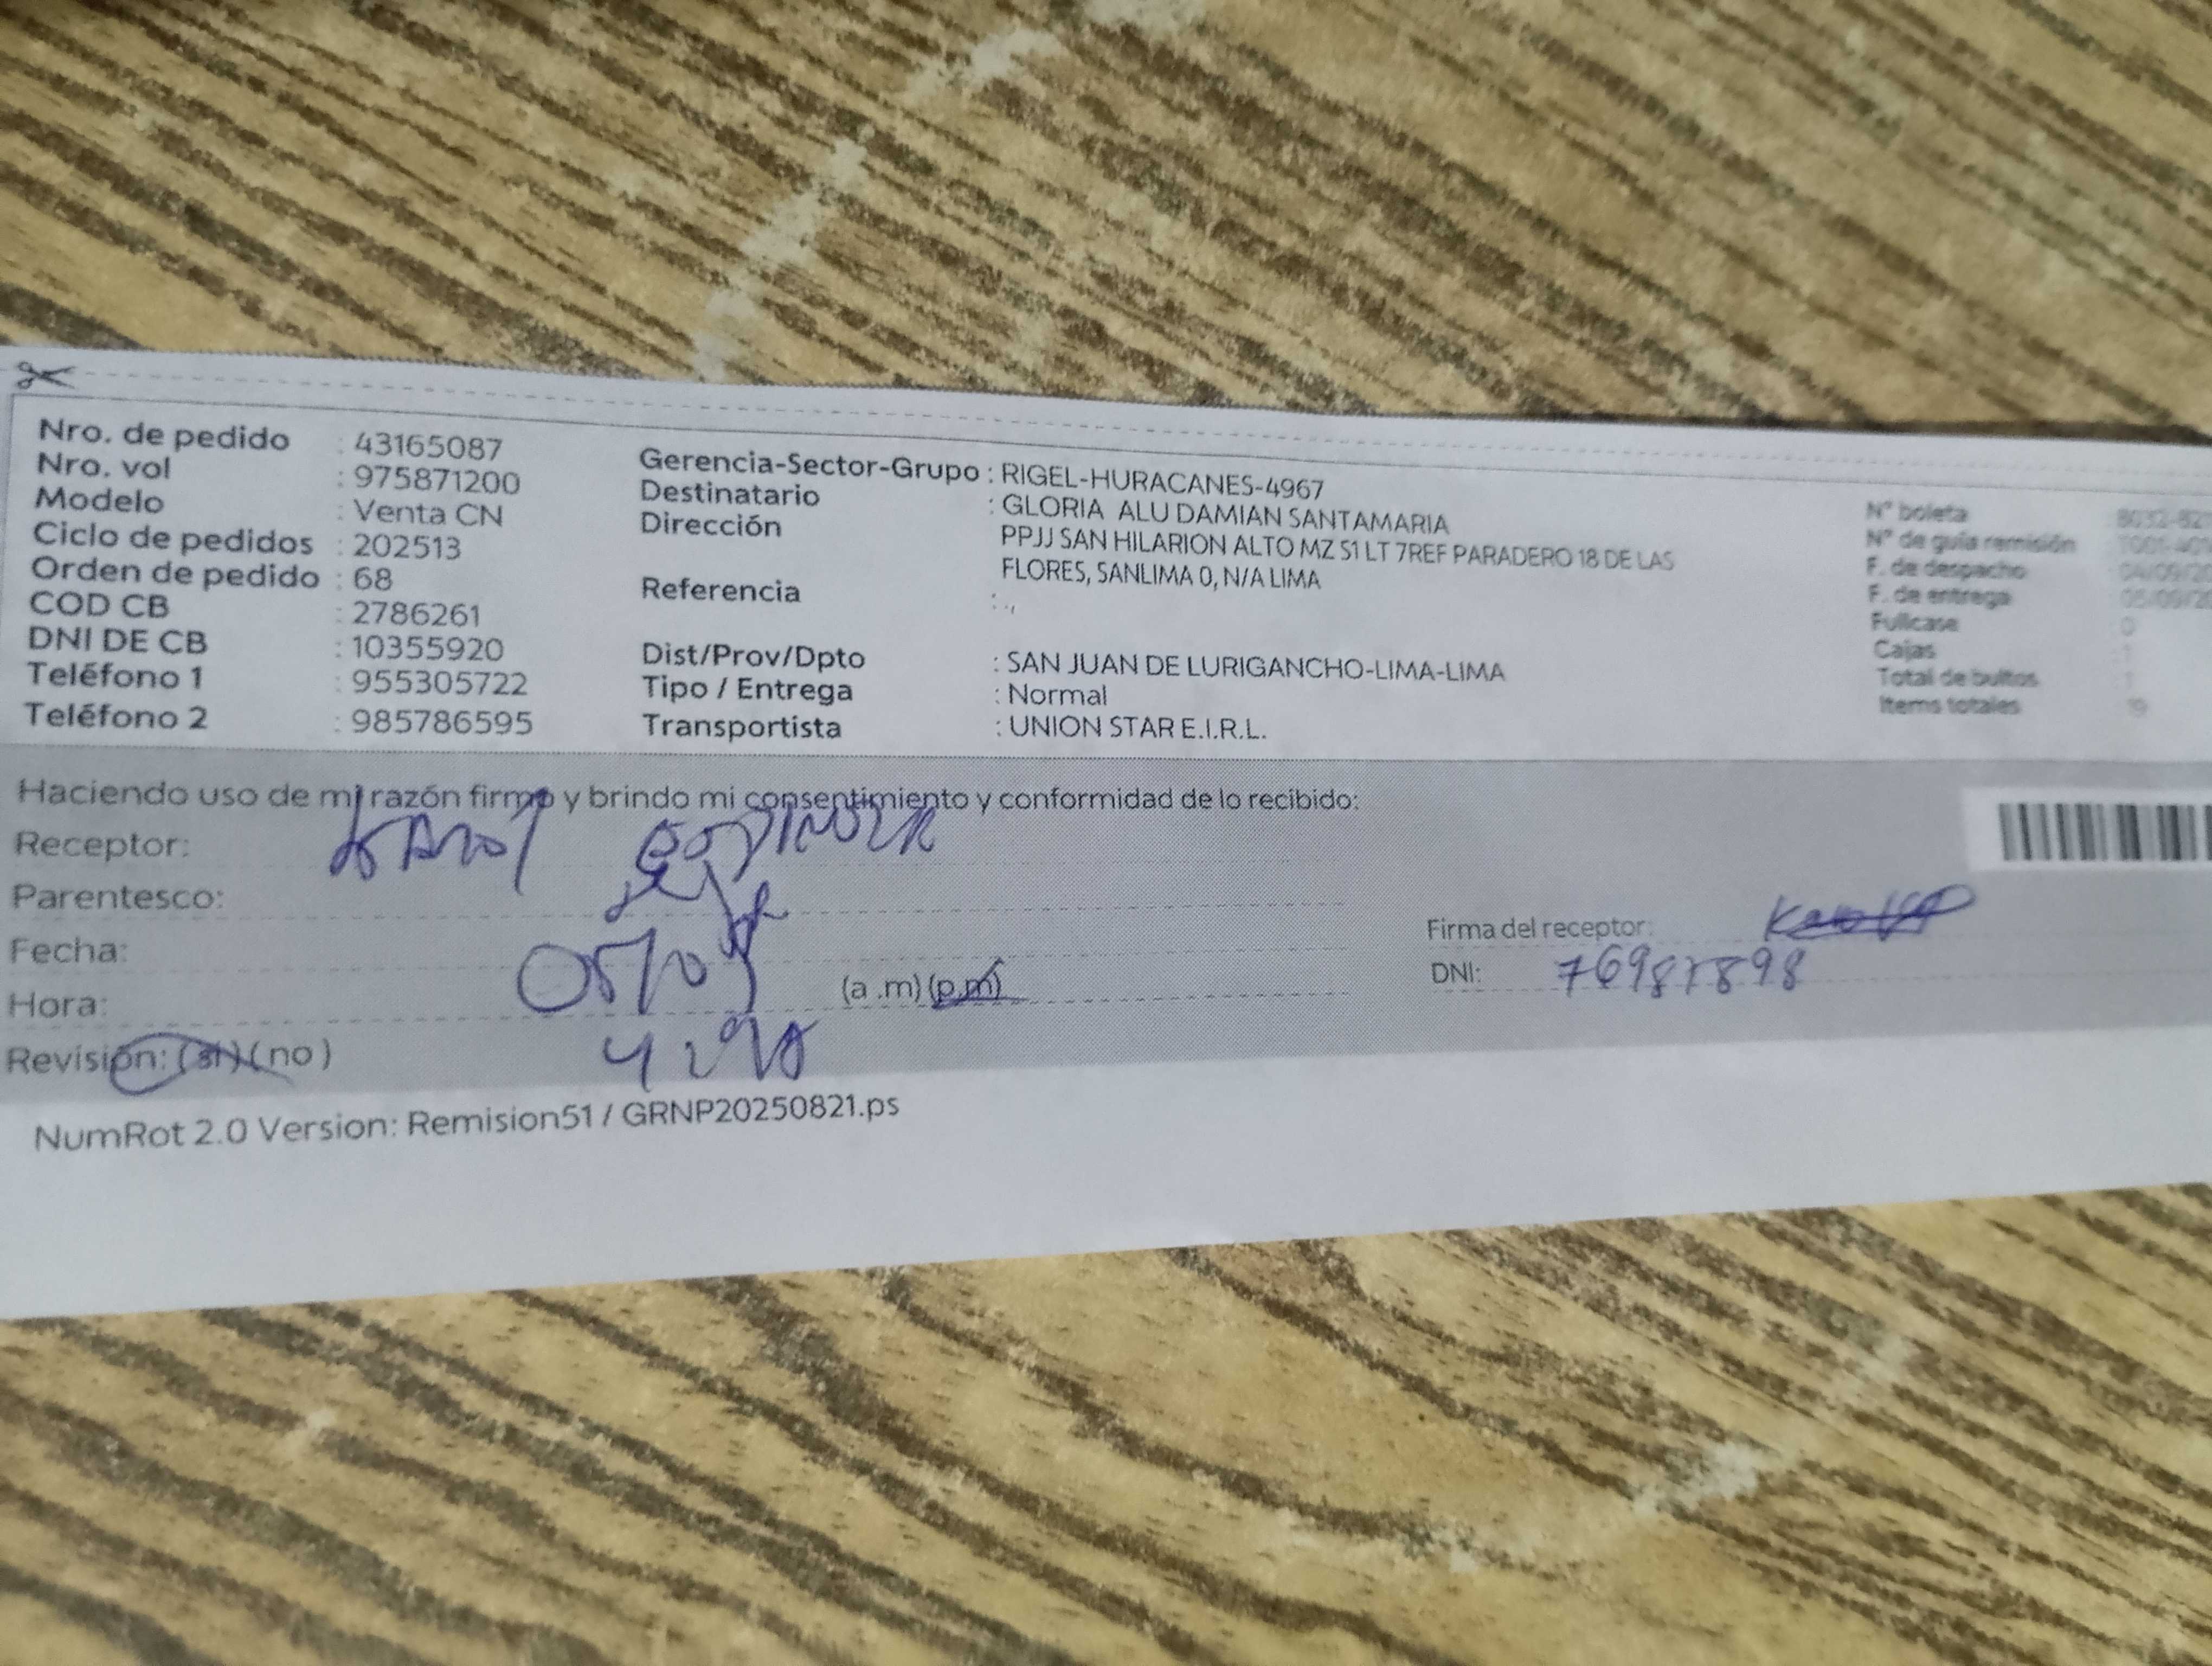 Nro. de pedido : 43165087
Nro. vol : 975871200
Modelo : Venta CN
Ciclo de pedidos : 202513
Orden de pedido : 68
COD CB : 2786261
DNI DE CB : 10355920
Teléfono 1 : 955305722
Teléfono 2 : 985786595
Gerencia-Sector-Grupo : RIGEL-HURACANES-4967
Destinatario : GLORIA ALU DAMIAN SANTAMARIA
Dirección PPJJ SAN HILARION ALTO MZ S1 LT 7REF PARADERO 18 DE LAS
FLORES, SANLIMA 0, N/A LIMA
Referencia : .,
Dist/Prov/Dpto : SAN JUAN DE LURIGANCHO-LIMA-LIMA
Tipo / Entrega : Normal
Transportista : UNION STAR E.I.R.L.
N° boleta
N° de guía remisión
F. de despacho
F. de entrega
Fullcase 0
Cajas : 1
Total de bultos 1
Items totales
Haciendo uso de mi razón firmo y brindo mi consentimiento y conformidad de lo recibido:
Receptor:
Parentesco:
Fecha: 05/09
Hora: (a .m) (p.m)
Revisión: (si) (no )
Firma del receptor:
DNI:
NumRot 2.0 Version: Remision51 / GRNP20250821.ps